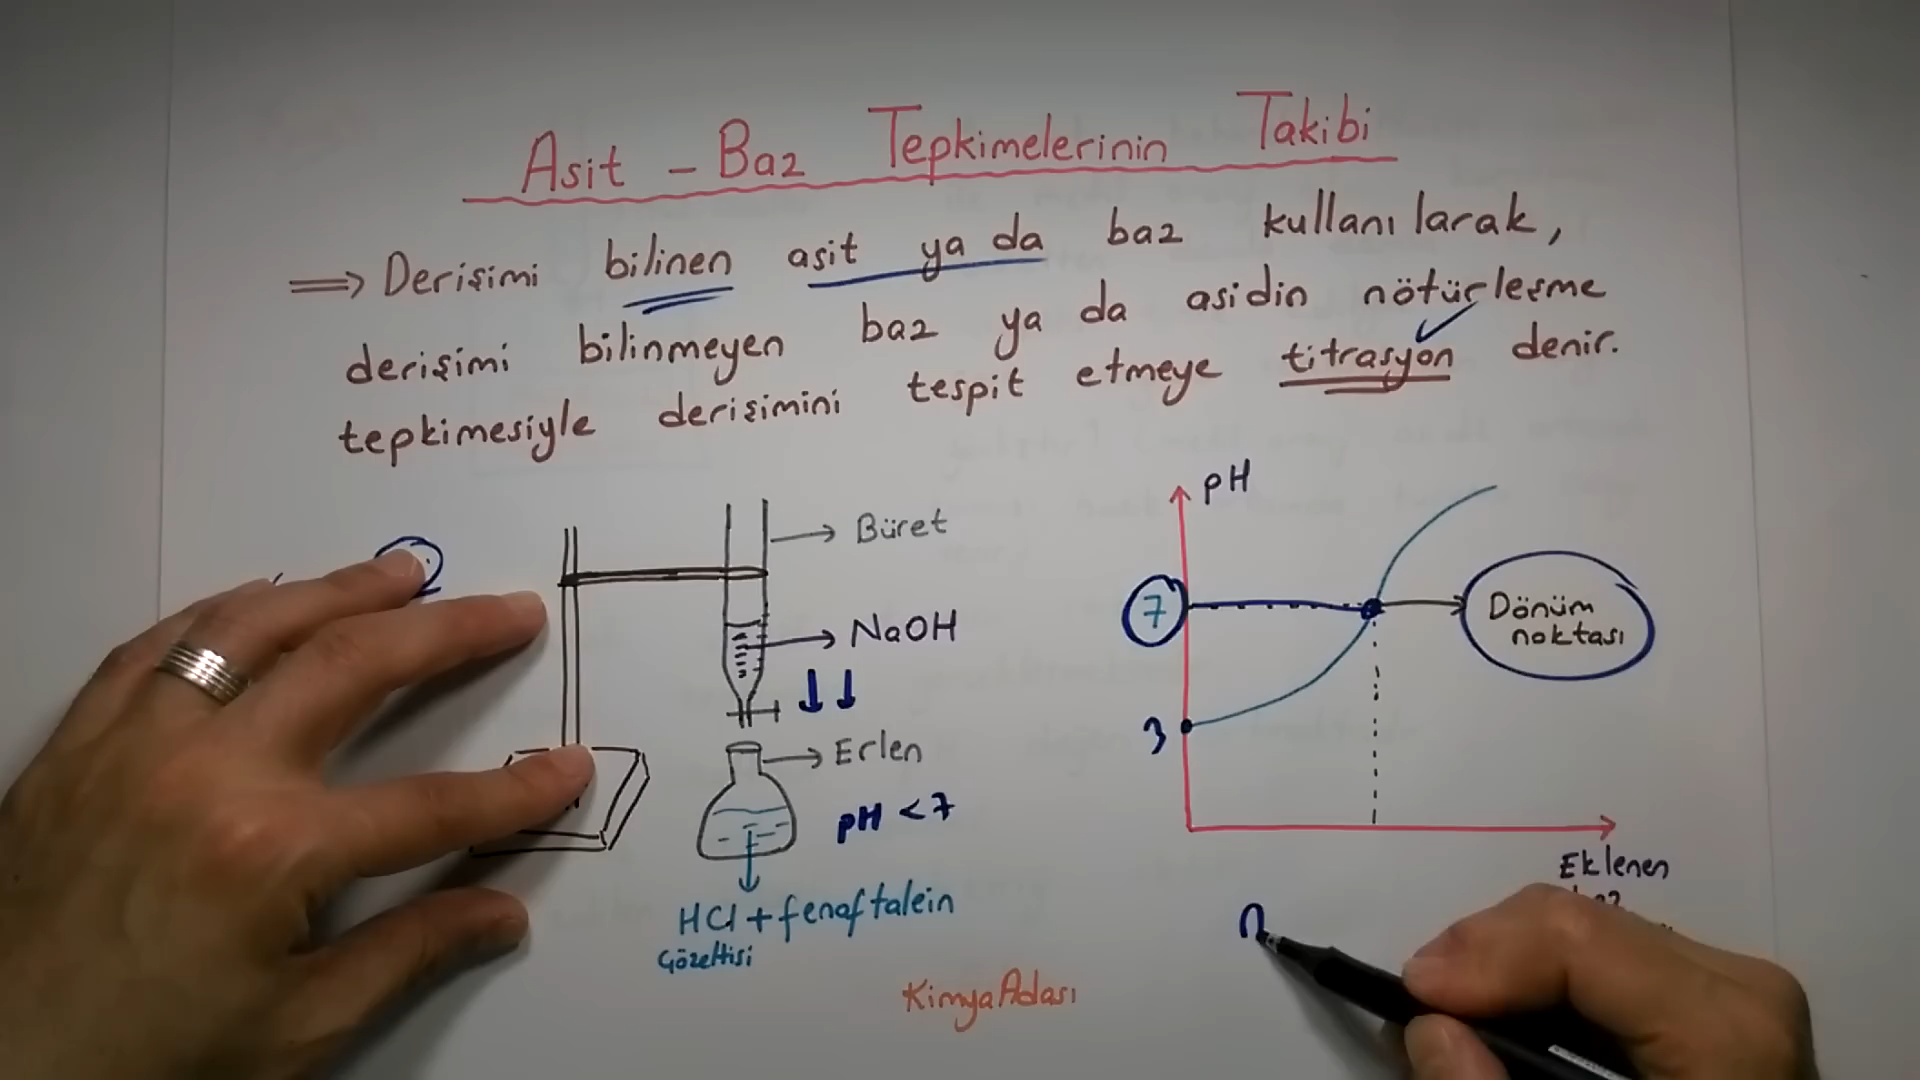 Asit - Baz Tepkimelerinin Takibi
⇒ Derişimi bilinen asit ya da baz kullanılarak,
derişimi bilinmeyen baz ya da asidin nötürleşme
tepkimesiyle derişimini tespit etmeye titrasyon denir.
Büret
NaOH
Erlen
pH < 7
HCl + fenaftalein
Çözeltisi
pH
7
3
Dönüm
noktası
Eklenen
n
KimyaAdası